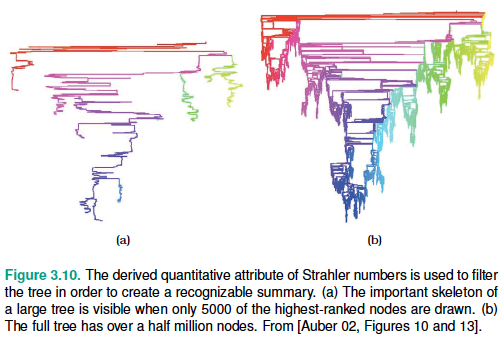 (a)
(b)
Figure 3.10. The derived quantitative attribute of Strahler numbers is used to filter
the tree in order to create a recognizable summary. (a) The important skeleton of
a large tree is visible when only 5000 of the highest-ranked nodes are drawn. (b)
The full tree has over a half million nodes. From [Auber 02, Figures 10 and 13].